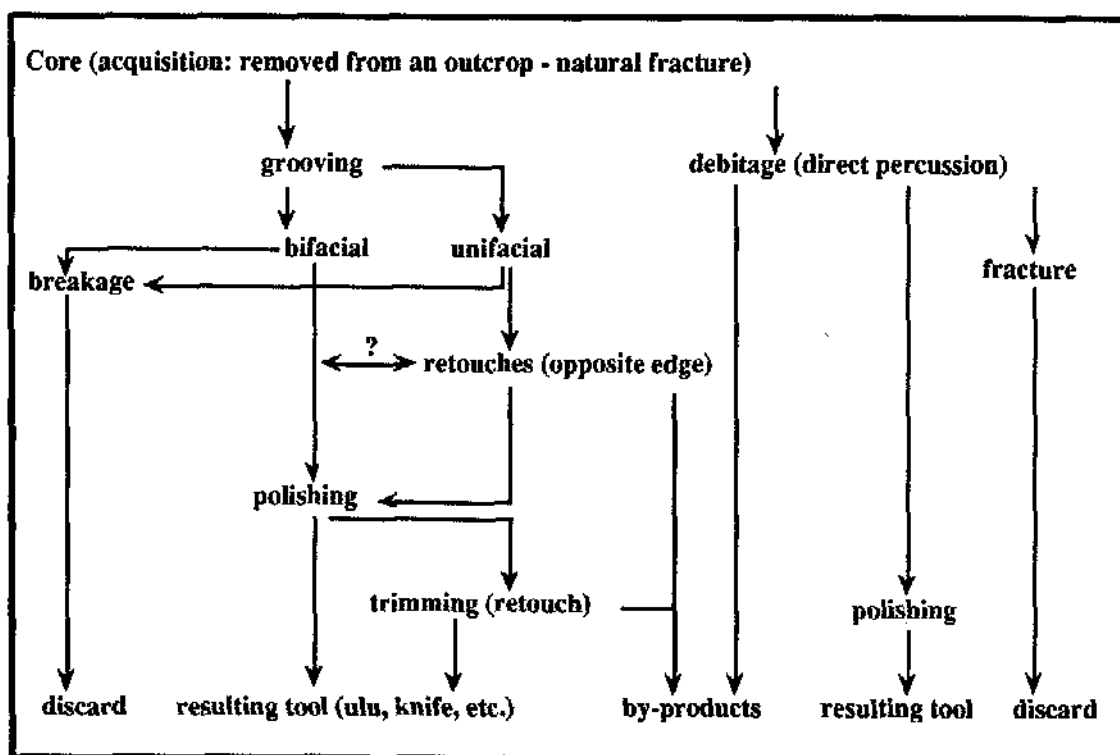 Core (acquisition: removed from an outcrop - natural fracture)
grooving
debitage (direct percussion)
bifacial
unifacial
fracture
breakage
?
retouches (opposite edge)
polishing
trimming (retouch)
polishing
discard
resulting tool (ulu, knife, etc.)
by-products
resulting tool
discard